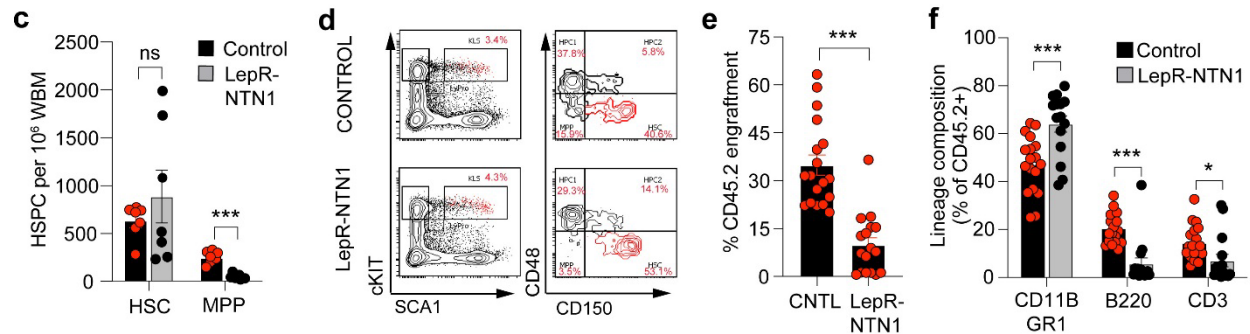 c
HSPC per 10⁶ WBM
2500
2000
1500
1000
500
0
Control
LepR-
NTN1
ns
***
HSC
MPP
d
CONTROL
LepR-NTN1
cKIT
SCA1
KLS 3.4%
KLS 4.3%
CD48
CD150
HPC1
37.8%
HPC2
5.8%
MPP
15.9%
HSC
40.6%
HPC1
29.3%
HPC2
14.1%
MPP
3.5%
HSC
53.1%
e
% CD45.2 engraftment
75
60
45
30
15
0
***
CNTL
LepR-
NTN1
f
Lineage composition
(% of CD45.2+)
100
80
60
40
20
0
Control
LepR-NTN1
***
***
*
CD11B
GR1
B220
CD3